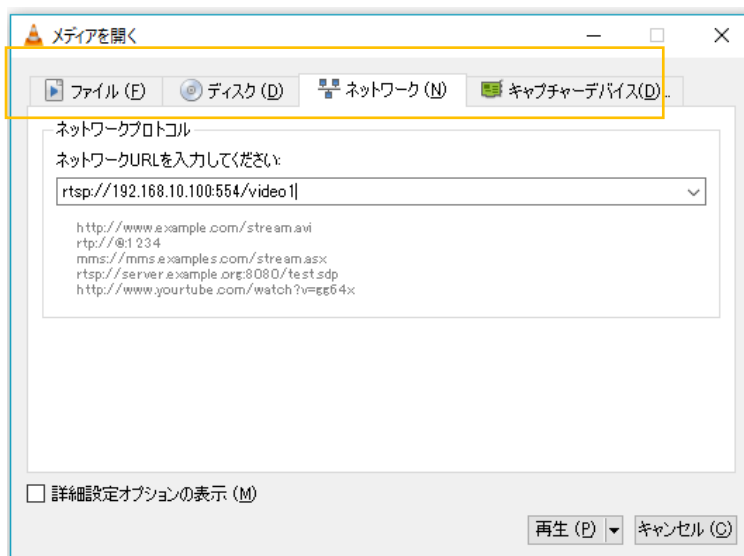 メディアを開く
ファイル (F) ディスク (D) ネットワーク (N) キャプチャーデバイス(D)...
ネットワークプロトコル
ネットワークURLを入力してください:
rtsp://192.168.10.100:554/video1
http://www.example.com/stream.avi
rtp://@:1234
mms://mms.examples.com/stream.asx
rtsp://server.example.org:8080/test.sdp
http://www.yourtube.com/watch?v=gg64x
詳細設定オプションの表示 (M)
再生 (P) キャンセル (C)